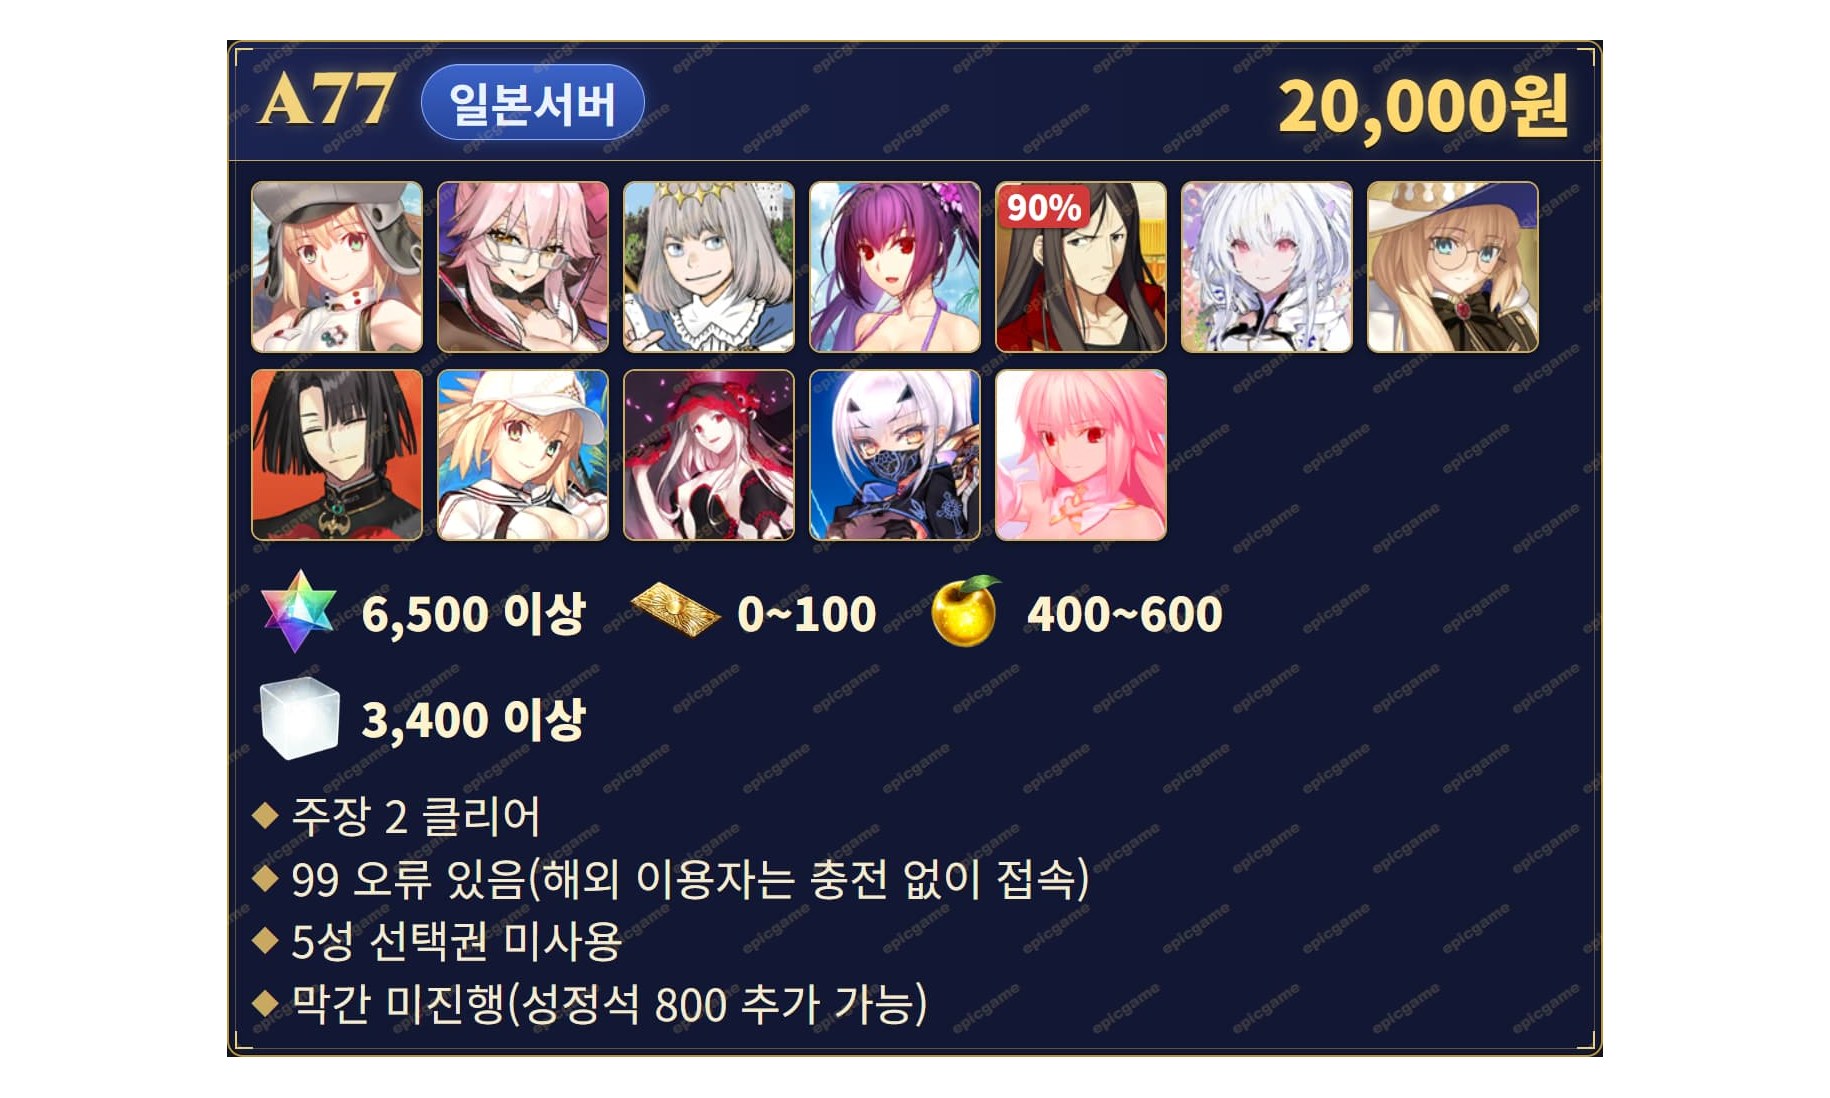 A77 일본서버 20,000원
90%
6,500 이상 0~100 400~600
3,400 이상
◆ 주장 2 클리어
◆ 99 오류 있음(해외 이용자는 충전 없이 접속)
◆ 5성 선택권 미사용
◆ 막간 미진행(성정석 800 추가 가능)
epicgame